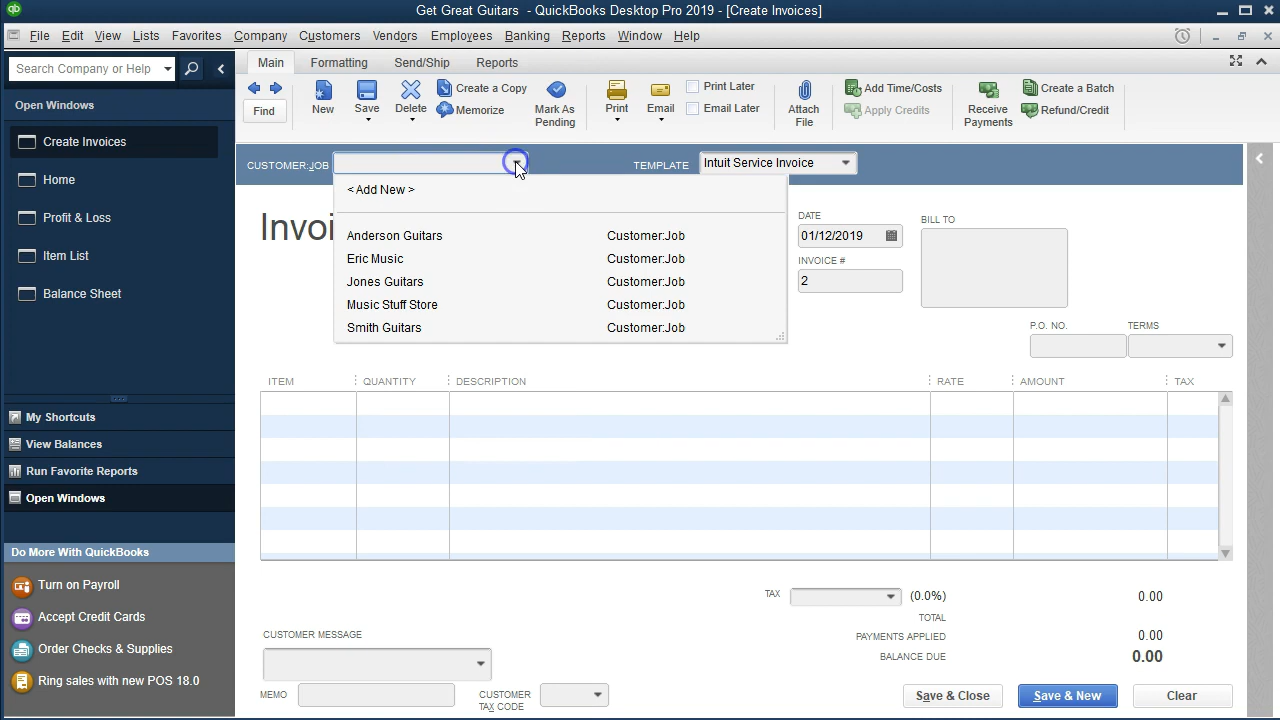 qb
Get Great Guitars - QuickBooks Desktop Pro 2019 - [Create Invoices]
File Edit View Lists Favorites Company Customers Vendors Employees Banking Reports Window Help
Search Company or Help
Open Windows
Create Invoices
Home
Profit & Loss
Item List
Balance Sheet
My Shortcuts
View Balances
Run Favorite Reports
Open Windows
Do More With QuickBooks
Turn on Payroll
Accept Credit Cards
Order Checks & Supplies
Ring sales with new POS 18.0
Main Formatting Send/Ship Reports
Find
New
Save
Delete
Create a Copy
Memorize
Mark As
Pending
Print
Email
Print Later
Email Later
Attach
File
Add Time/Costs
Apply Credits
Receive
Payments
Create a Batch
Refund/Credit
CUSTOMER:JOB
TEMPLATE Intuit Service Invoice
< Add New >
Anderson Guitars Customer:Job
Eric Music Customer:Job
Jones Guitars Customer:Job
Music Stuff Store Customer:Job
Smith Guitars Customer:Job
Invoi
DATE
01/12/2019
INVOICE #
2
BILL TO
P.O. NO. TERMS
ITEM QUANTITY DESCRIPTION RATE AMOUNT TAX
TAX (0.0%) 0.00
TOTAL
PAYMENTS APPLIED 0.00
BALANCE DUE 0.00
CUSTOMER MESSAGE
MEMO
CUSTOMER
TAX CODE
Save & Close Save & New Clear